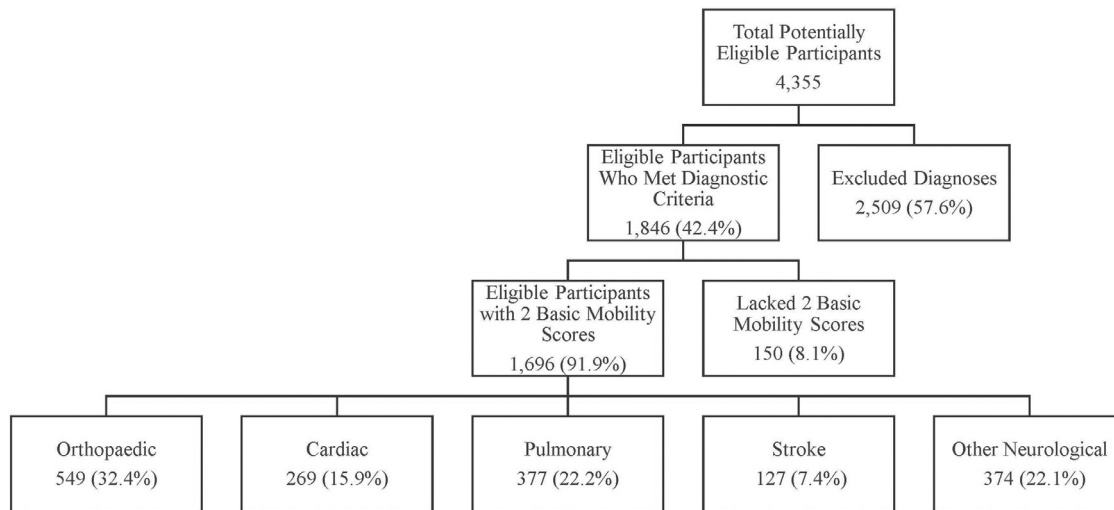 Total Potentially
Eligible Participants
4,355
Eligible Participants
Who Met Diagnostic
Criteria
1,846 (42.4%)
Excluded Diagnoses
2,509 (57.6%)
Eligible Participants
with 2 Basic Mobility
Scores
1,696 (91.9%)
Lacked 2 Basic
Mobility Scores
150 (8.1%)
Orthopaedic
549 (32.4%)
Cardiac
269 (15.9%)
Pulmonary
377 (22.2%)
Stroke
127 (7.4%)
Other Neurological
374 (22.1%)